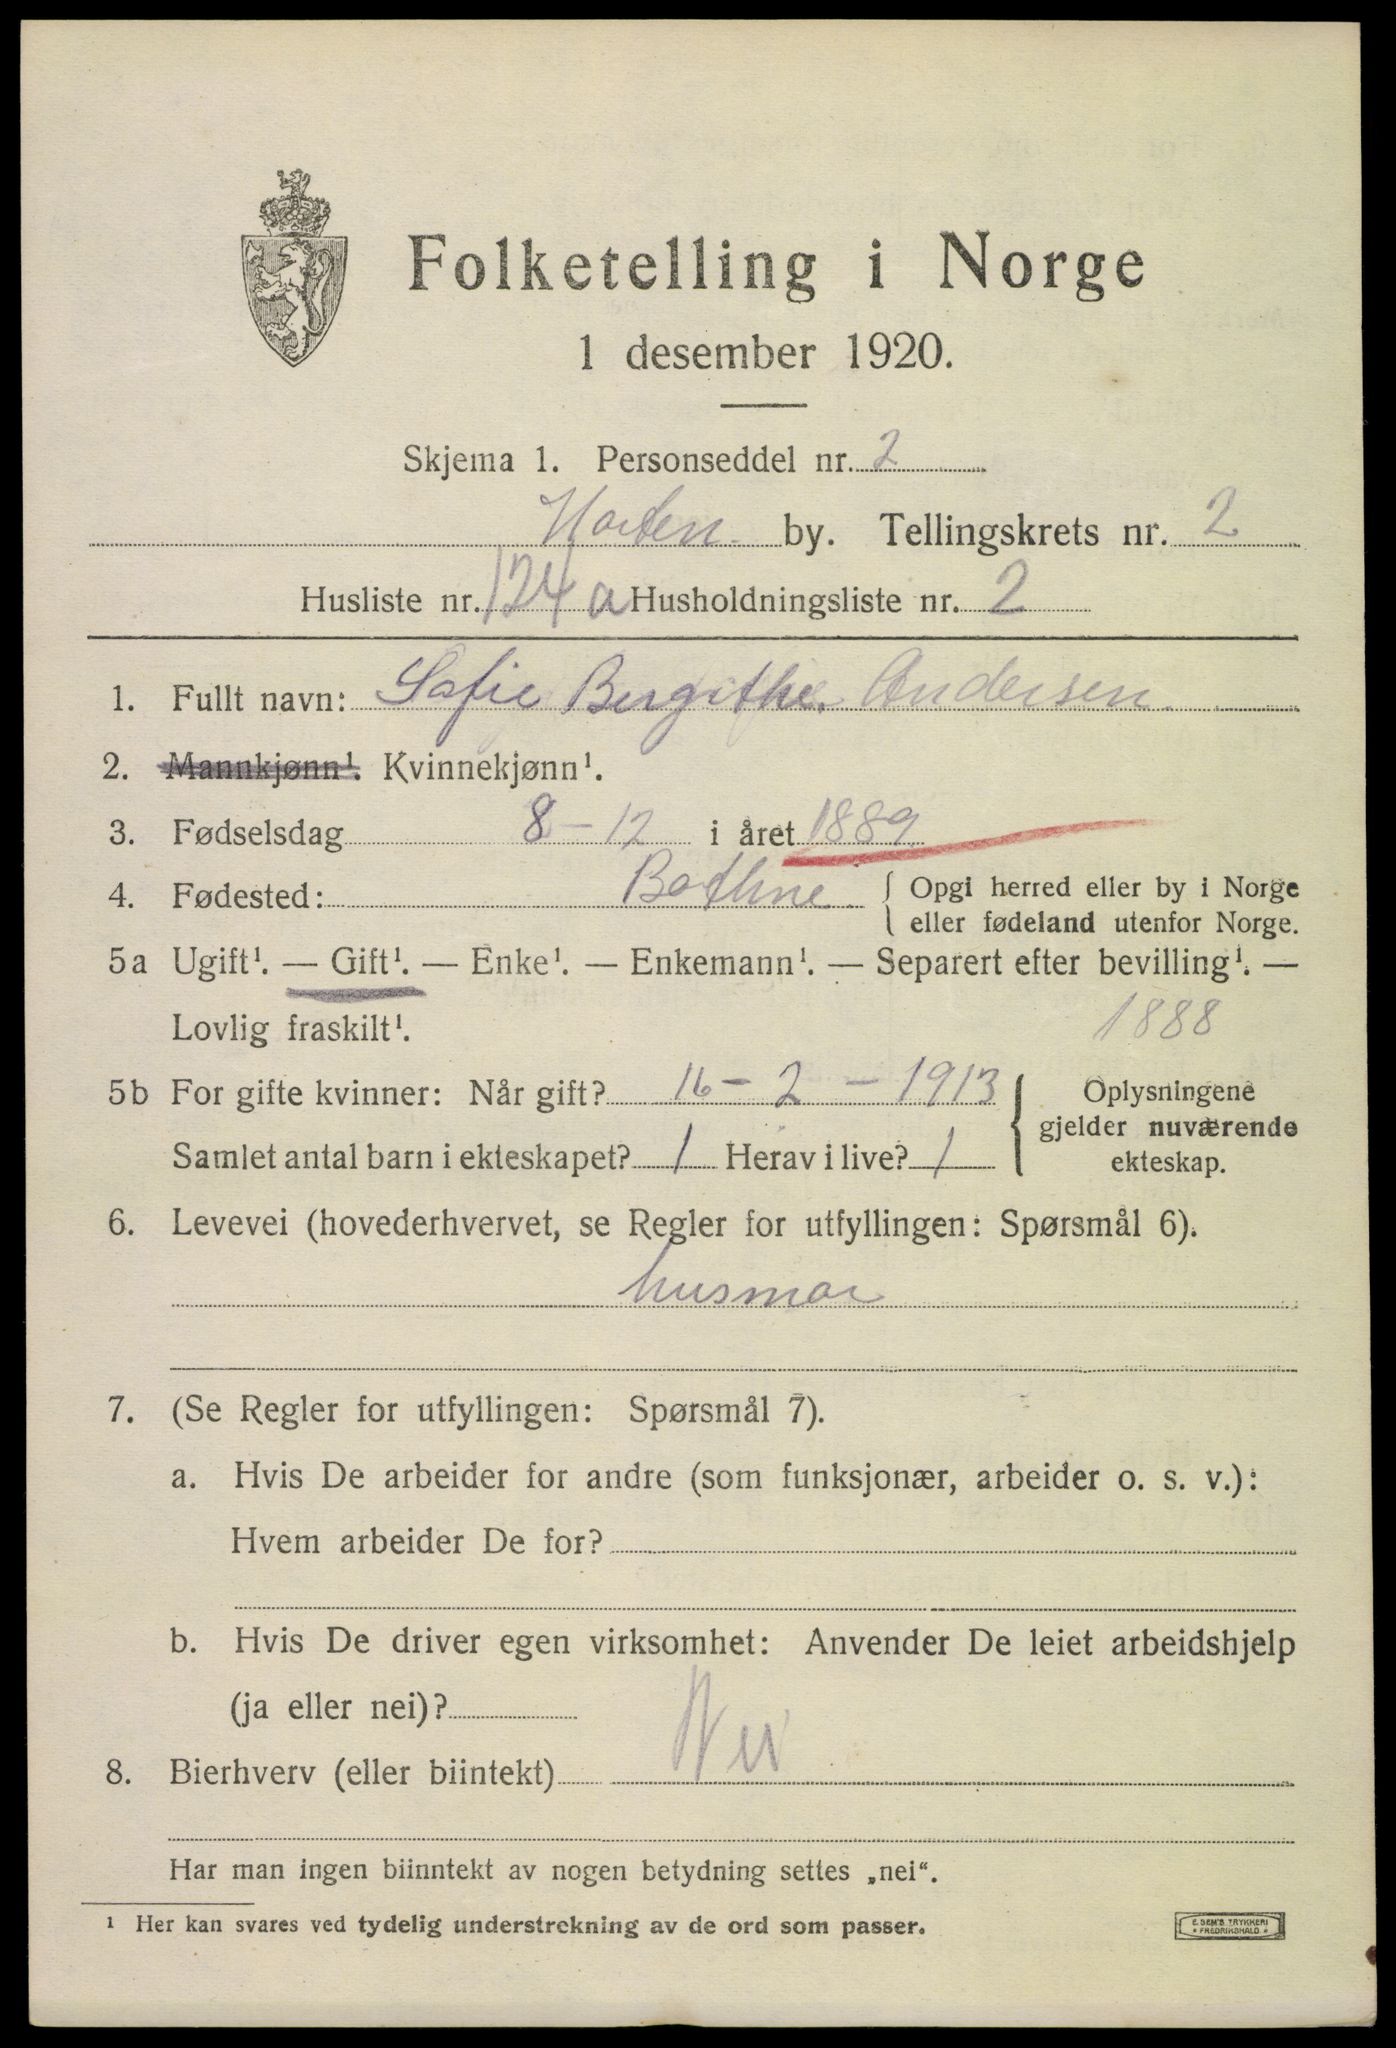 Folketelling i Norge
1 desember 1920.
Skjema 1. Personseddel nr. 2
Horten by. Tellingskrets nr. 2
Husliste nr. 124 a Husholdningsliste nr. 2
1. Fullt navn: Sofie Bergithe Andersen.
2. Mannkjønn¹. Kvinnekjønn¹.
3. Fødselsdag 8 - 12 i året 1889
4. Fødested: Bothne { Opgi herred eller by i Norge
eller fødeland utenfor Norge.
5a Ugift¹. — Gift¹. — Enke¹. — Enkemann¹. — Separert efter bevilling¹. —
Lovlig fraskilt¹. 1888
5b For gifte kvinner: Når gift? 16 - 2 - 1913 } Oplysningene
gjelder nuværende
Samlet antal barn i ekteskapet? 1 Herav i live? 1
ekteskap.
6. Levevei (hovederhvervet, se Regler for utfyllingen: Spørsmål 6).
husmor
7. (Se Regler for utfyllingen: Spørsmål 7).
a. Hvis De arbeider for andre (som funksjonær, arbeider o. s. v.):
Hvem arbeider De for?
b. Hvis De driver egen virksomhet: Anvender De leiet arbeidshjelp
(ja eller nei)?
8. Bierhverv (eller biintekt) Nei
Har man ingen biinntekt av nogen betydning settes „nei“.
¹ Her kan svares ved tydelig understrekning av de ord som passer.
E. SEM'S TRYKKERI
* FREDRIKSHALD. *